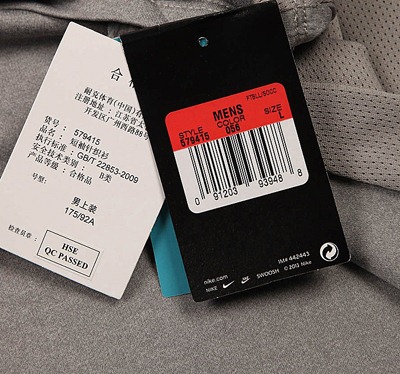 合格
耐克体育(中国)有
注册地址:江苏省太
开发区广州西路88号
货号: 579415
品名: 短袖针织衫
执行标准: GB/T 22853-2009
安全技术类别: B类
产品等级: 合格品
号型:
男上装
175/92A
检查员章:
HSE
QC PASSED
MENS
STYLE COLOR SIZE
579415 056 L
0 91203 93948 8
IM# 442443
nike.com
NIKE SWOOSH © 2013 Nike